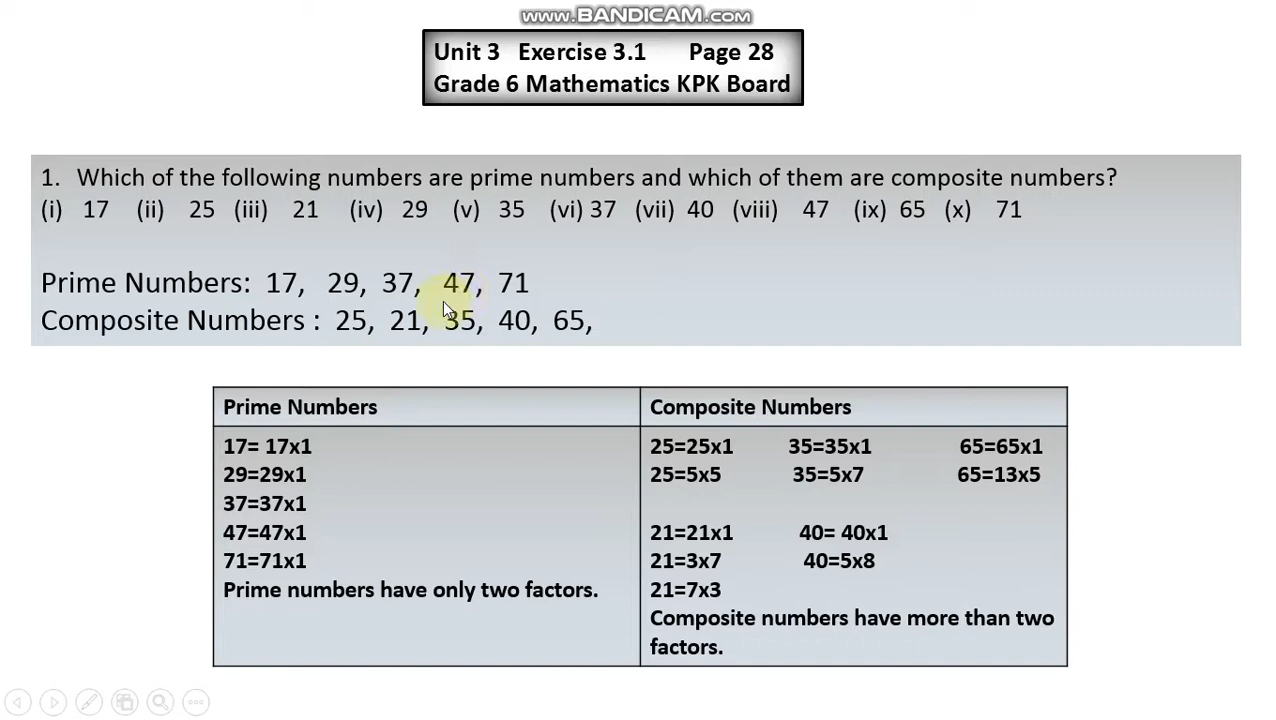 www.BANDICAM.com
Unit 3 Exercise 3.1 Page 28
Grade 6 Mathematics KPK Board
1. Which of the following numbers are prime numbers and which of them are composite numbers?
(i) 17 (ii) 25 (iii) 21 (iv) 29 (v) 35 (vi) 37 (vii) 40 (viii) 47 (ix) 65 (x) 71
Prime Numbers: 17, 29, 37, 47, 71
Composite Numbers : 25, 21, 35, 40, 65,
Prime Numbers
17= 17x1
29=29x1
37=37x1
47=47x1
71=71x1
Prime numbers have only two factors.
Composite Numbers
25=25x1 35=35x1 65=65x1
25=5x5 35=5x7 65=13x5
21=21x1 40= 40x1
21=3x7 40=5x8
21=7x3
Composite numbers have more than two
factors.